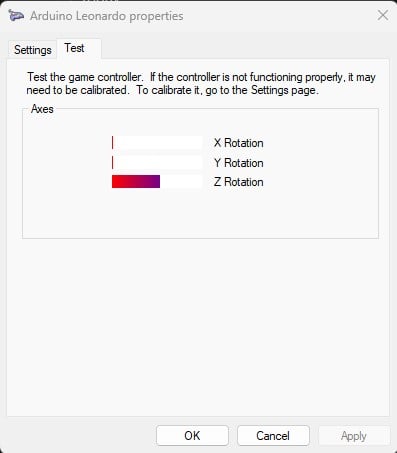 Arduino Leonardo properties
Settings
Test
Test the game controller. If the controller is not functioning properly, it may
need to be calibrated. To calibrate it, go to the Settings page.
Axes
X Rotation
Y Rotation
Z Rotation
OK
Cancel
Apply